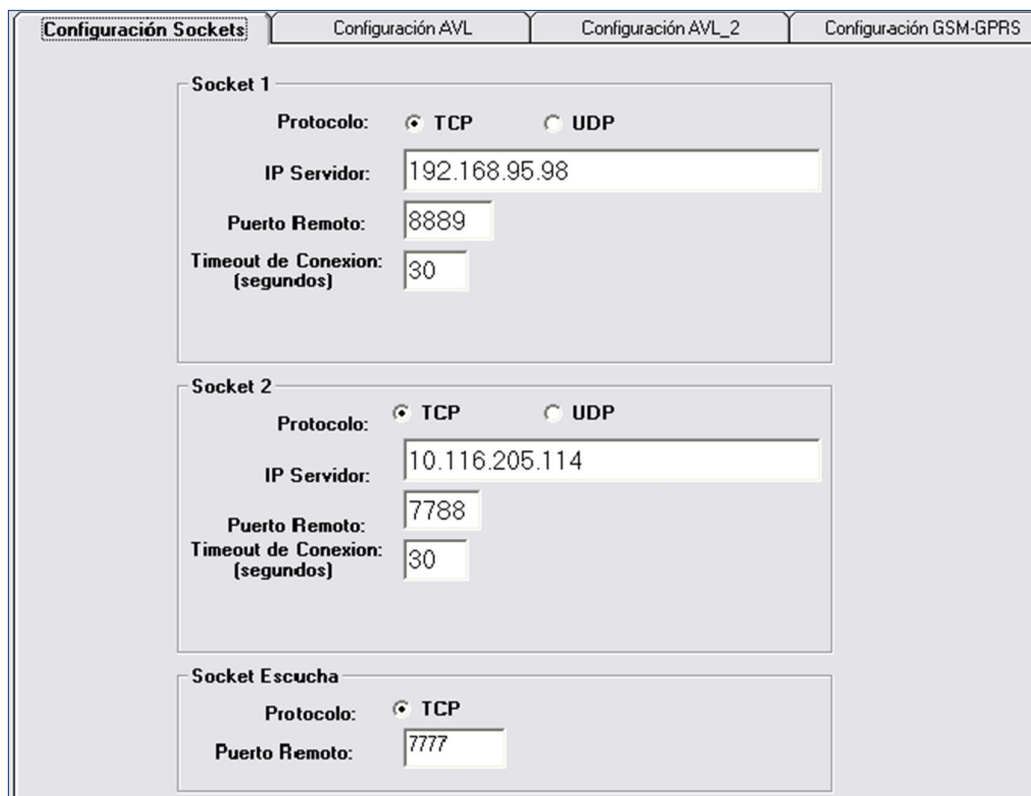 Configuración Sockets Configuración AVL Configuración AVL_2 Configuración GSM-GPRS
Socket 1
Protocolo: TCP UDP
IP Servidor: 192.168.95.98
Puerto Remoto: 8889
Timeout de Conexion: 30
(segundos)
Socket 2
Protocolo: TCP UDP
IP Servidor: 10.116.205.114
Puerto Remoto: 7788
Timeout de Conexion: 30
(segundos)
Socket Escucha
Protocolo: TCP
Puerto Remoto: 7777